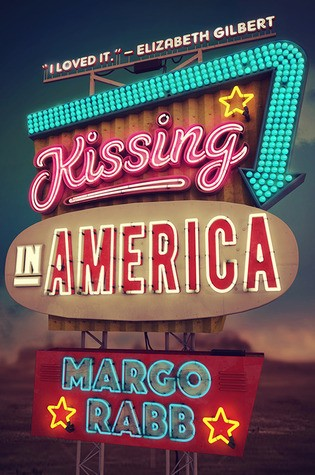 "I LOVED IT." – ELIZABETH GILBERT
Kissing
IN AMERICA
MARGO
RABB